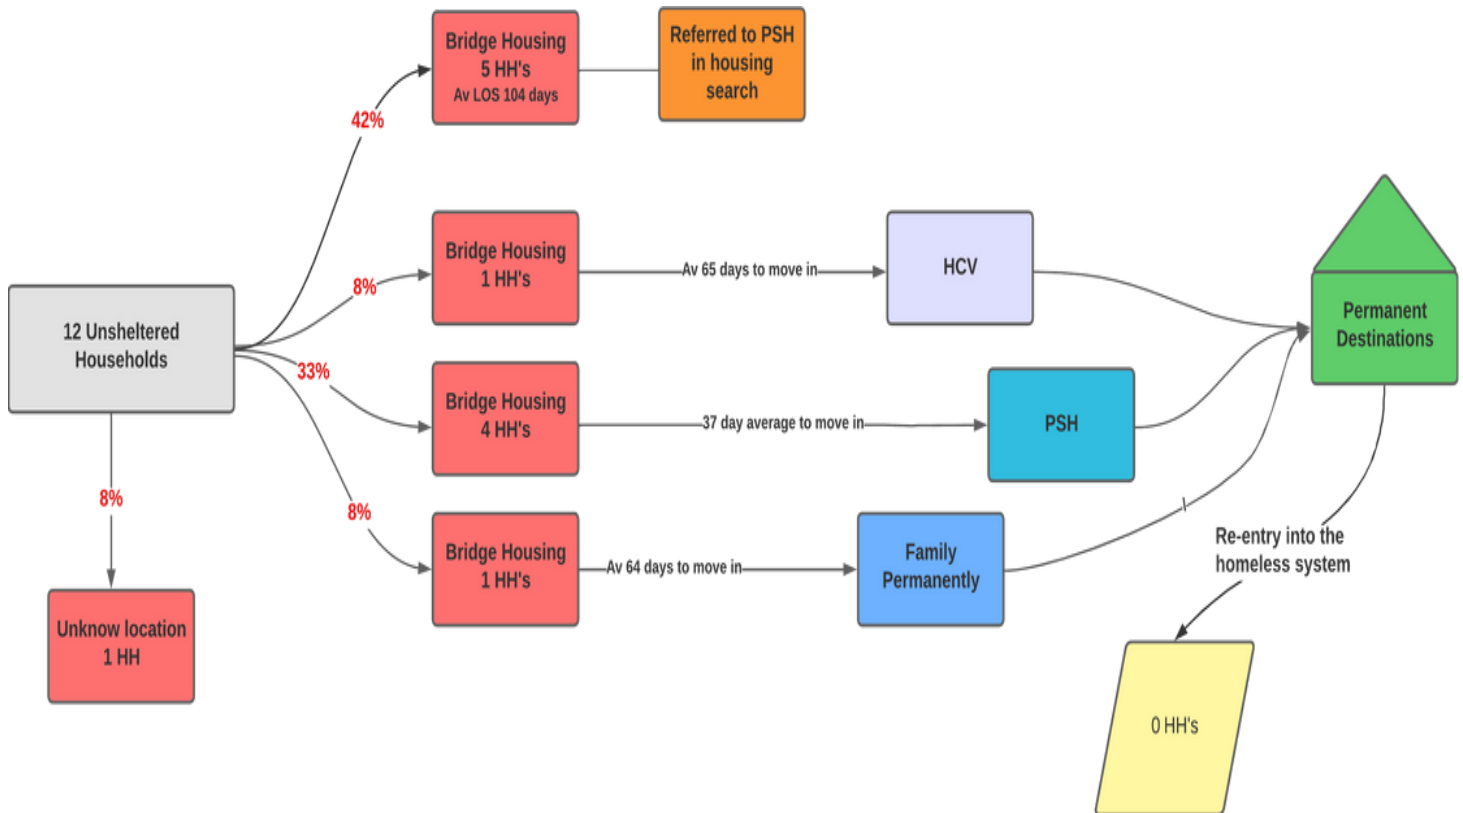 Bridge Housing
5 HH's
Av LOS 104 days
Referred to PSH
in housing
search
42%
Bridge Housing
1 HH's
8%
Av 65 days to move in
HCV
12 Unsheltered
Households
33%
Bridge Housing
4 HH's
37 day average to move in
PSH
Permanent
Destinations
8%
8%
Bridge Housing
1 HH's
Av 64 days to move in
Family
Permanently
Re-entry into the
homeless system
Unknow location
1 HH
0 HH's